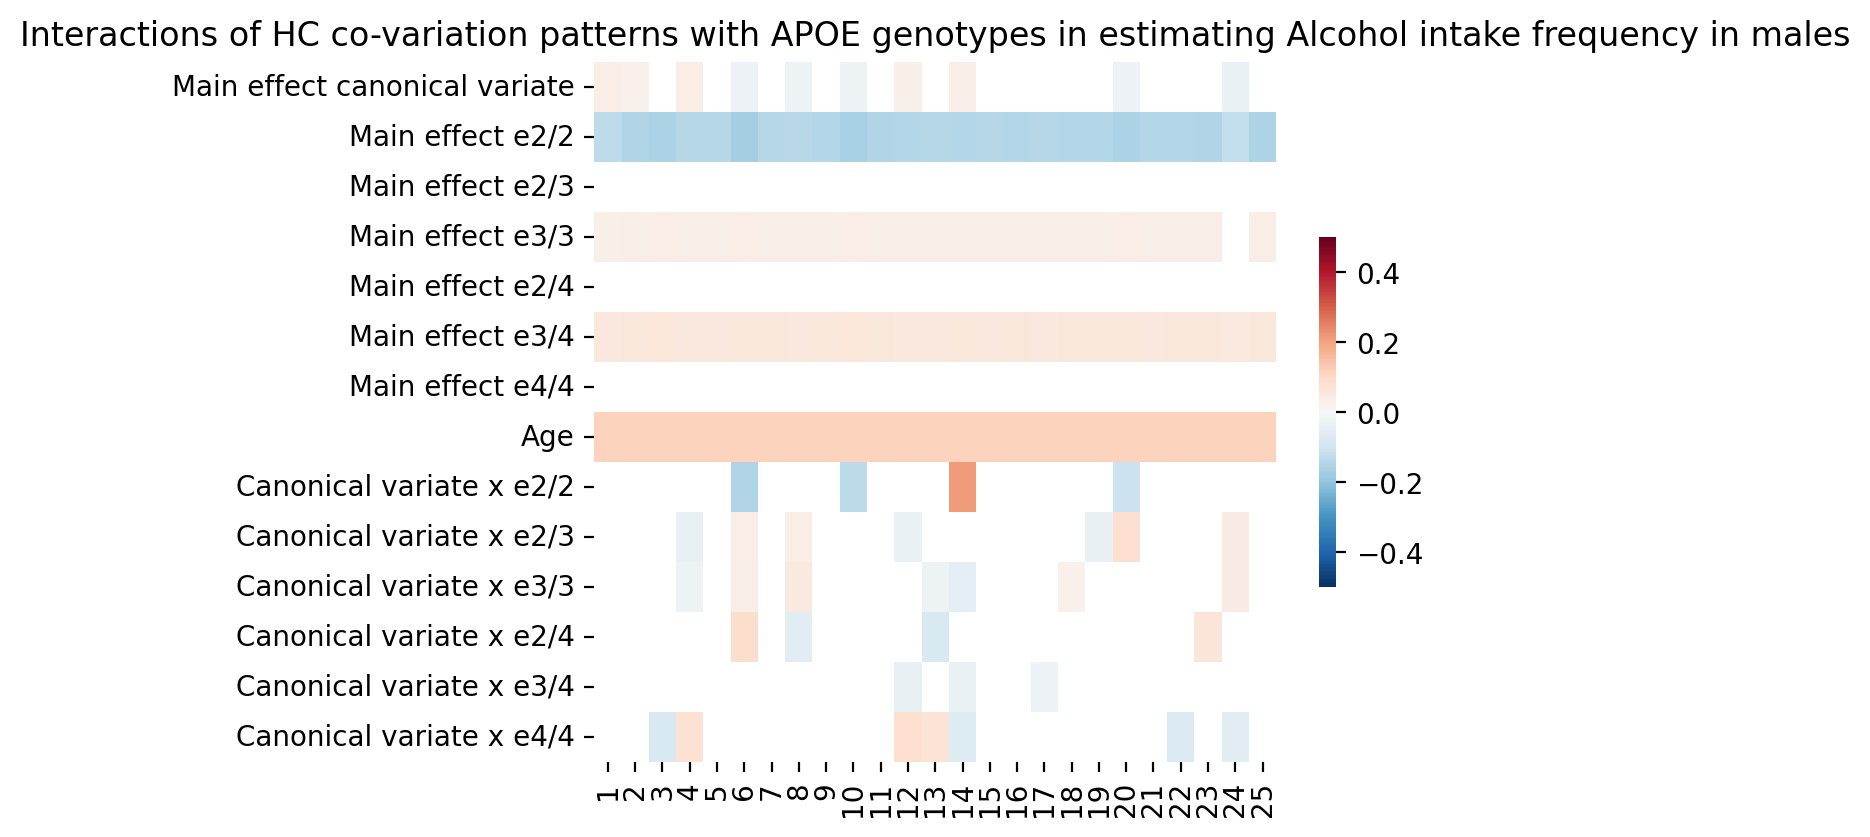 Interactions of HC co-variation patterns with APOE genotypes in estimating Alcohol intake frequency in males
Main effect canonical variate
Main effect e2/2
Main effect e2/3
Main effect e3/3
Main effect e2/4
Main effect e3/4
Main effect e4/4
Age
Canonical variate x e2/2
Canonical variate x e2/3
Canonical variate x e3/3
Canonical variate x e2/4
Canonical variate x e3/4
Canonical variate x e4/4
1
2
3
4
5
6
7
8
9
10
11
12
13
14
15
16
17
18
19
20
21
22
23
24
25
0.4
0.2
0.0
−0.2
−0.4